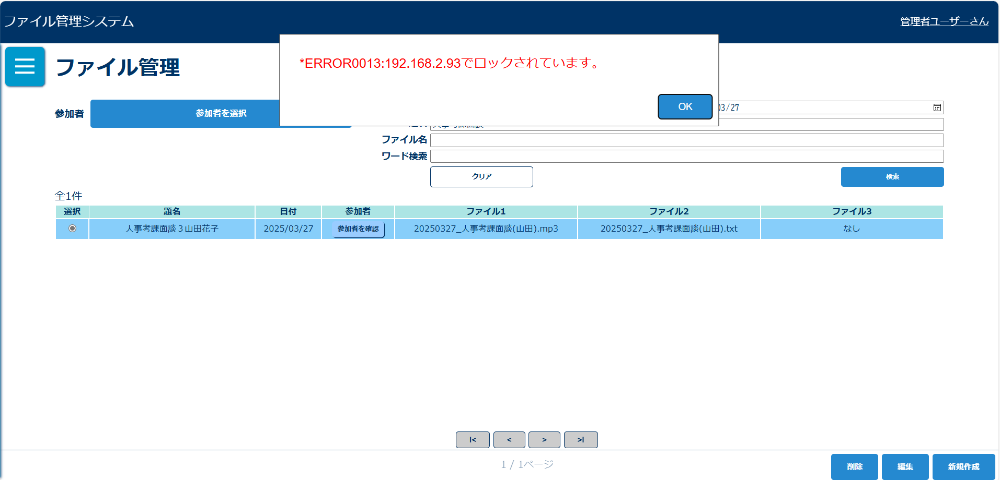 ファイル管理システム
管理者ユーザーさん
ファイル管理
*ERROR0013:192.168.2.93でロックされています。
OK
参加者
参加者を選択
03/27
ファイル名
ワード検索
クリア
検索
全1件
選択 題名 日付 参加者 ファイル1 ファイル2 ファイル3
人事考課面談３山田花子 2025/03/27 参加者を確認 20250327_人事考課面談(山田).mp3 20250327_人事考課面談(山田).txt なし
I< < > >I
1 / 1ページ
削除 編集 新規作成